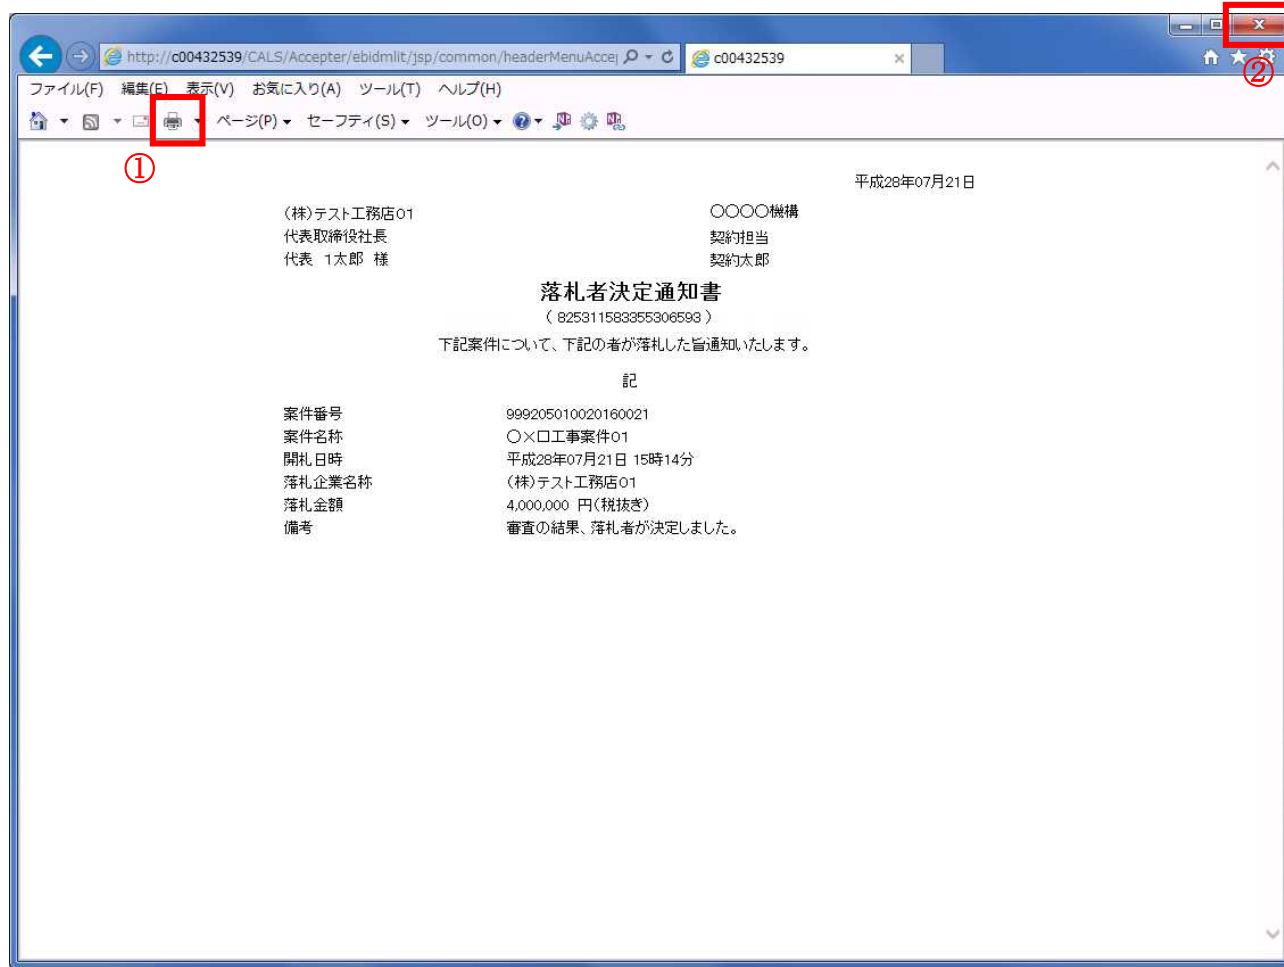 http://c00432539/CALS/Accepter/ebidmlit/jsp/common/headerMenuAccep
c00432539
②
ファイル(F) 編集(E) 表示(V) お気に入り(A) ツール(T) ヘルプ(H)
ページ(P) セーフティ(S) ツール(O)
①
平成28年07月21日
(株)テスト工務店01
代表取締役社長
代表 1太郎 様
〇〇〇〇機構
契約担当
契約太郎
落札者決定通知書
( 825311583355306593 )
下記案件について、下記の者が落札した旨通知いたします。
記
案件番号 999205010020160021
案件名称 〇×口工事案件01
開札日時 平成28年07月21日 15時14分
落札企業名称 (株)テスト工務店01
落札金額 4,000,000 円(税抜き)
備考 審査の結果、落札者が決定しました。